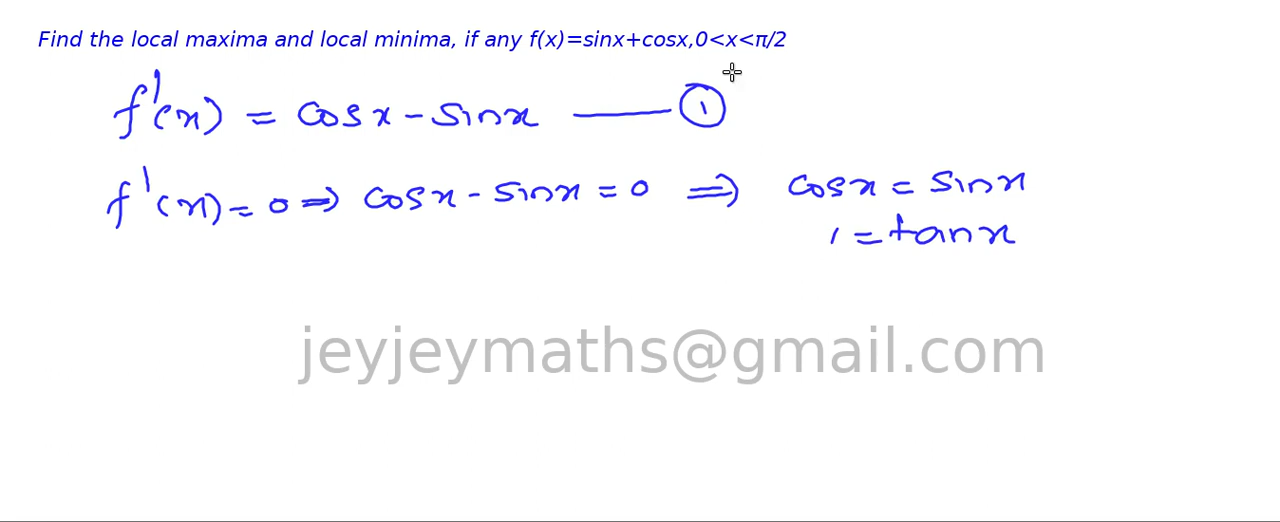 Find the local maxima and local minima, if any f(x)=sinx+cosx,0<x<π/2
f'(x) = cosx - sinx —— ①
f'(x) = 0 ⇒ cosx - sinx = 0 ⇒ cosx = sinx
1 = tanx
jeyjeymaths@gmail.com